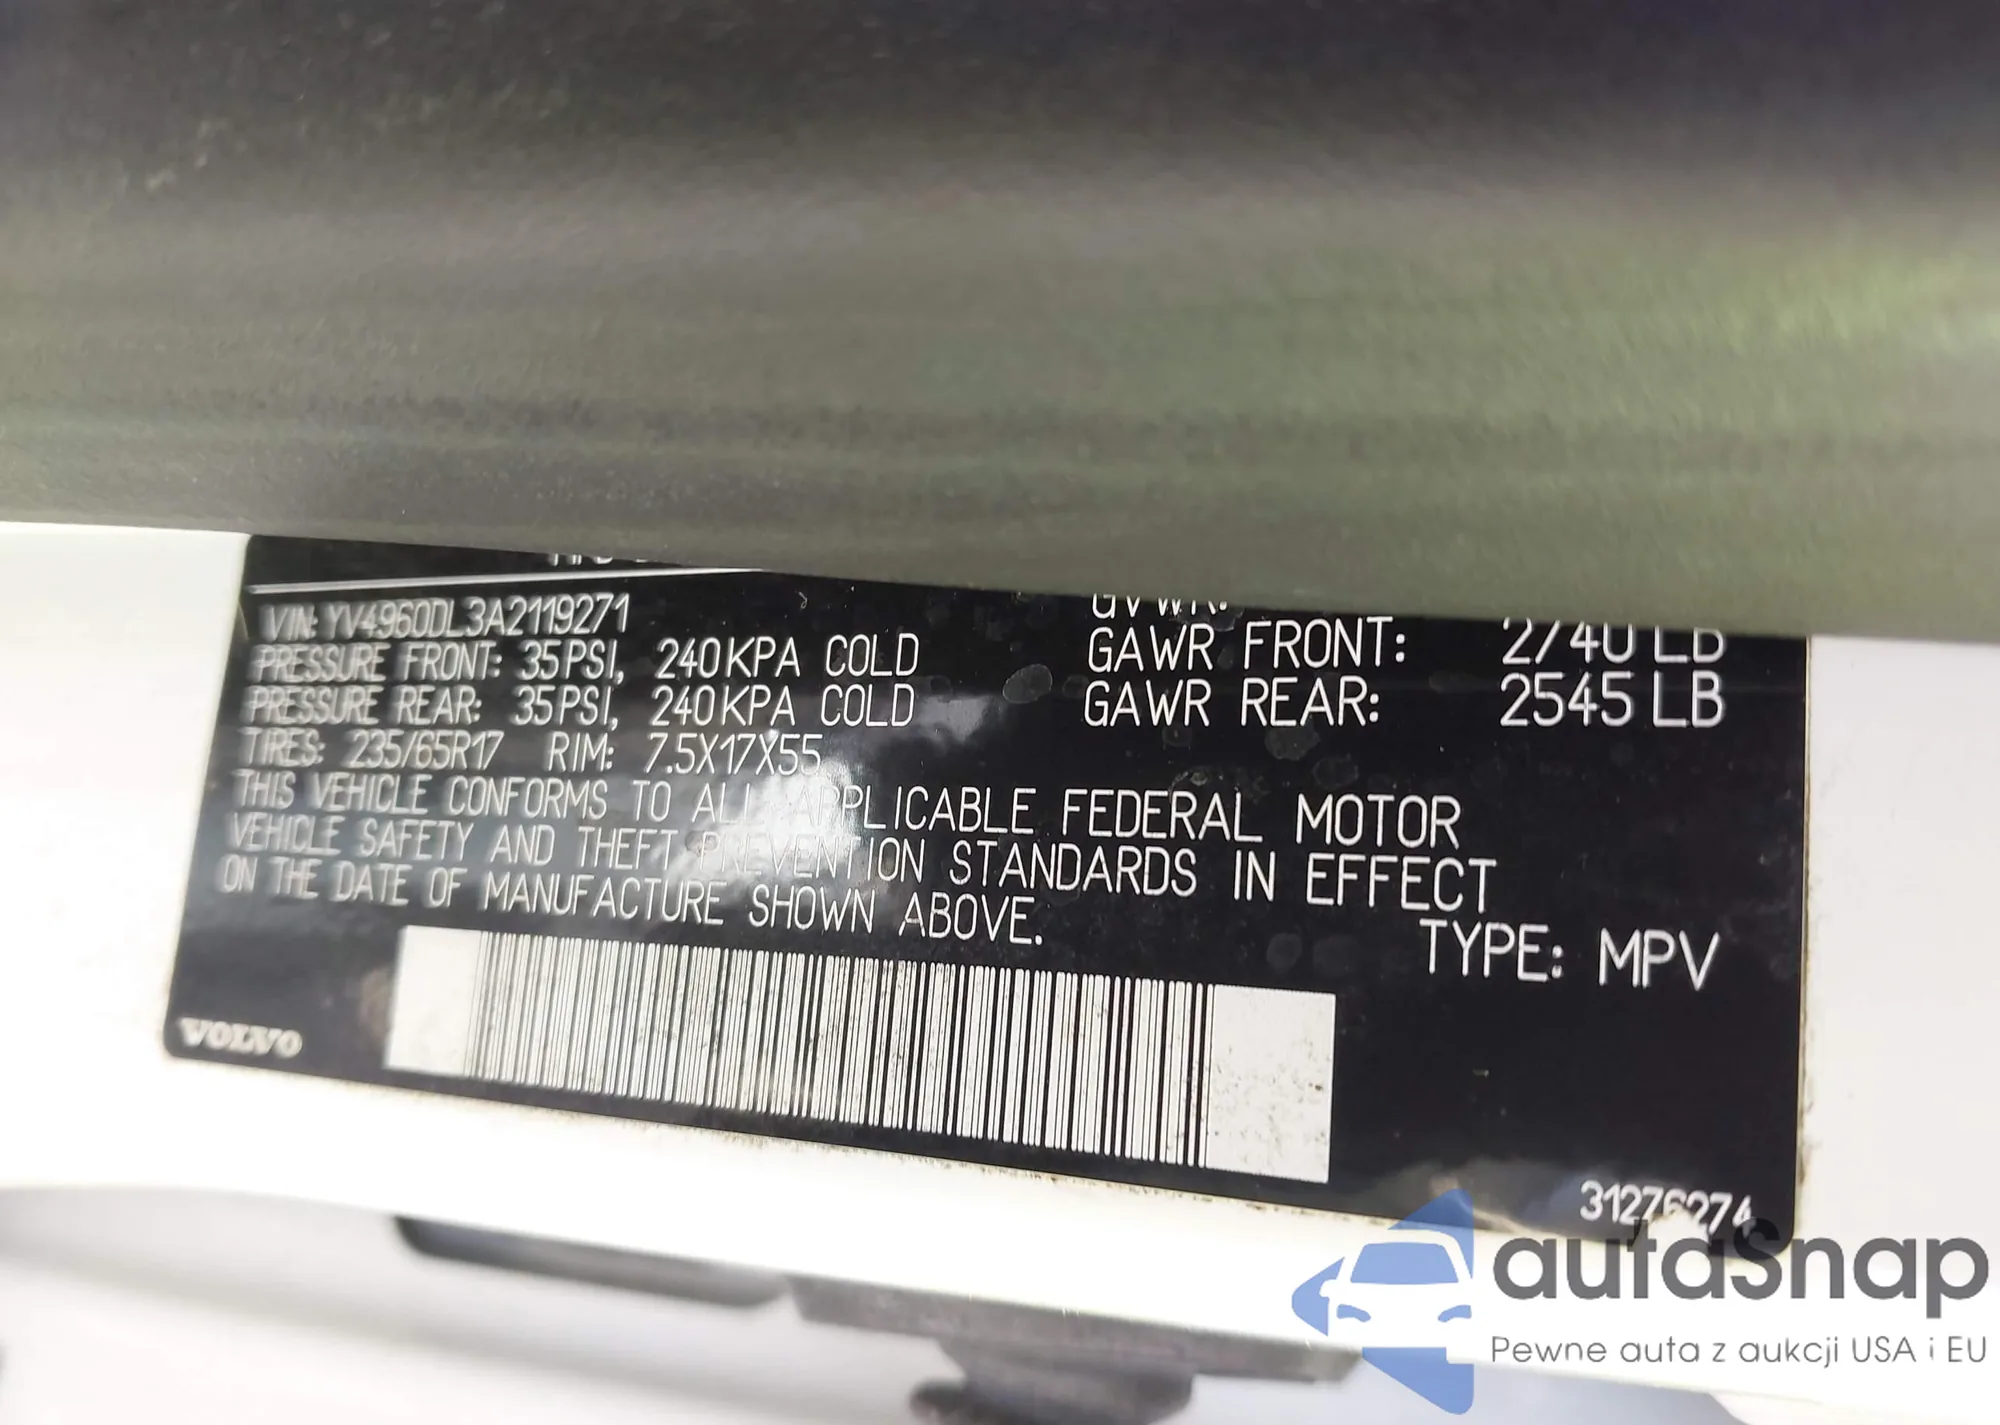 VIN: YV4960DL3A2119271
PRESSURE FRONT: 35PSI, 240KPA COLD
PRESSURE REAR: 35PSI, 240KPA COLD
TIRES: 235/65R17 RIM: 7.5X17X55
GVWR:
GAWR FRONT: 2740 LB
GAWR REAR: 2545 LB
THIS VEHICLE CONFORMS TO ALL APPLICABLE FEDERAL MOTOR
VEHICLE SAFETY AND THEFT PREVENTION STANDARDS IN EFFECT
ON THE DATE OF MANUFACTURE SHOWN ABOVE.
TYPE: MPV
VOLVO
31276274
autaSnap
Pewne auta z aukcji USA i EU